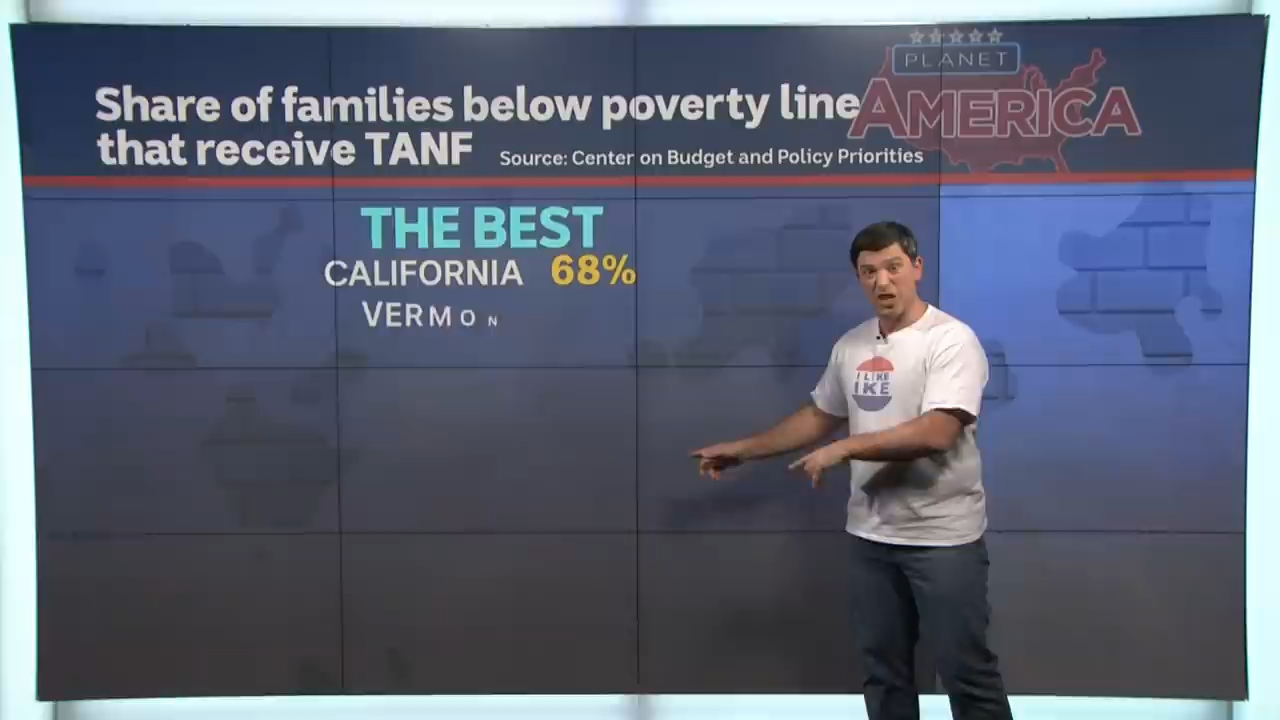 ★★★★★
PLANET
AMERICA
Share of families below poverty line
that receive TANF
Source: Center on Budget and Policy Priorities
THE BEST
CALIFORNIA 68%
VERMON
I LIKE
IKE